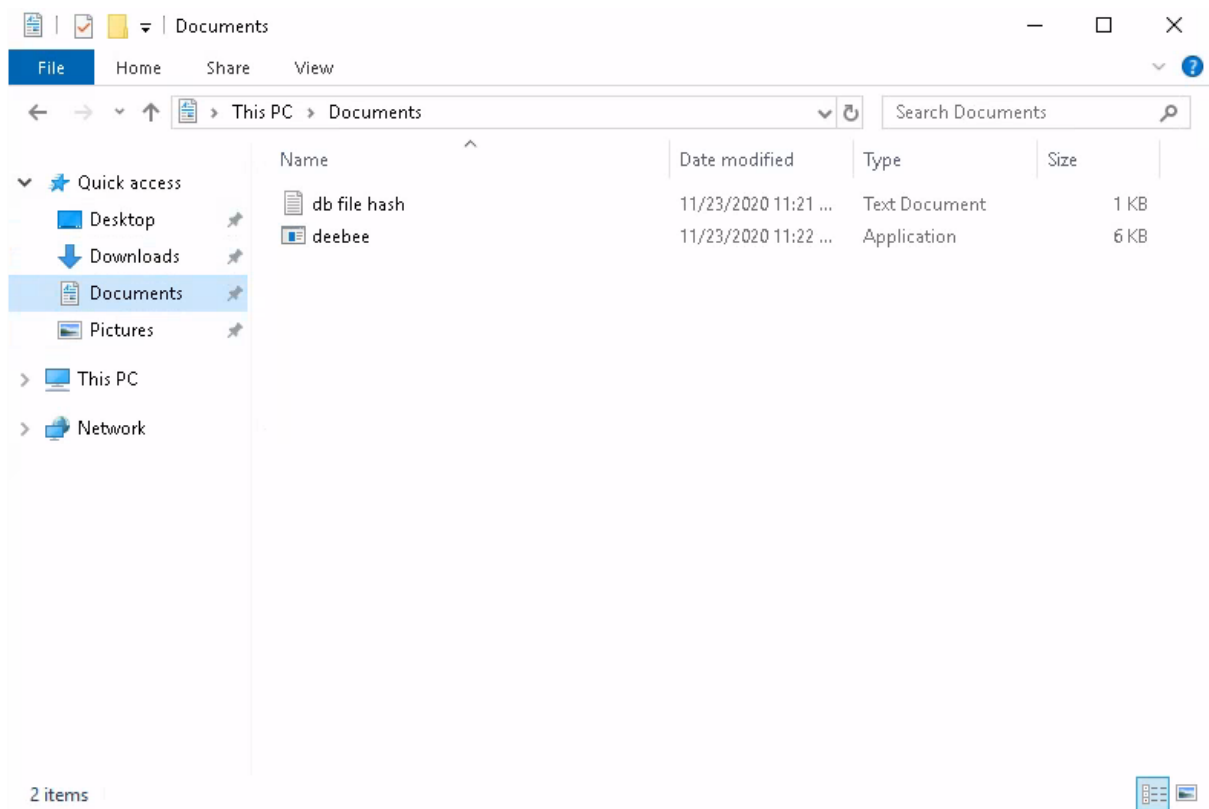 Documents
File Home Share View
This PC > Documents
Search Documents
Name Date modified Type Size
Quick access
Desktop
Downloads
Documents
Pictures
This PC
Network
db file hash 11/23/2020 11:21 ... Text Document 1 KB
deebee 11/23/2020 11:22 ... Application 6 KB
2 items